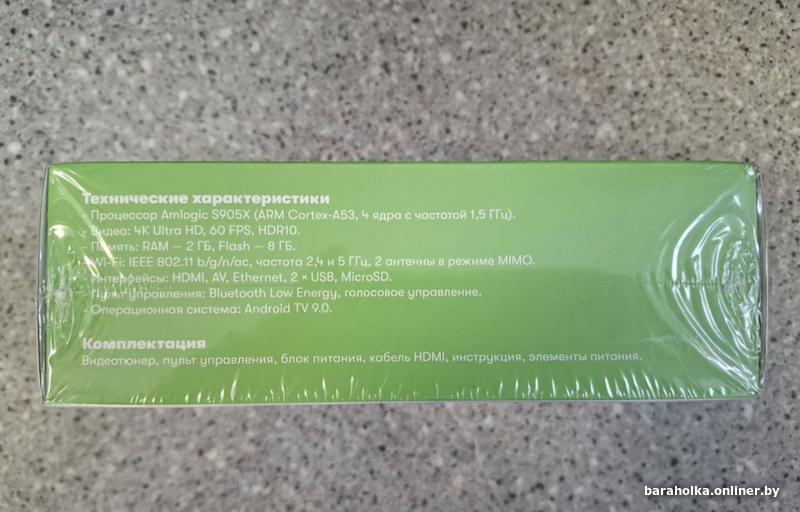 Технические характеристики
- Процессор Amlogic S905X (ARM Cortex-A53, 4 ядра с частотой 1,5 ГГц).
- Видео: 4K Ultra HD, 60 FPS, HDR10.
- Память: RAM — 2 ГБ, Flash — 8 ГБ.
- Wi-Fi: IEEE 802.11 b/g/n/ac, частота 2,4 и 5 ГГц, 2 антенны в режиме MIMO.
- Интерфейсы: HDMI, AV, Ethernet, 2 × USB, MicroSD.
- Пульт управления: Bluetooth Low Energy, голосовое управление.
- Операционная система: Android TV 9.0.
Комплектация
Видеотюнер, пульт управления, блок питания, кабель HDMI, инструкция, элементы питания.
baraholka.onliner.by